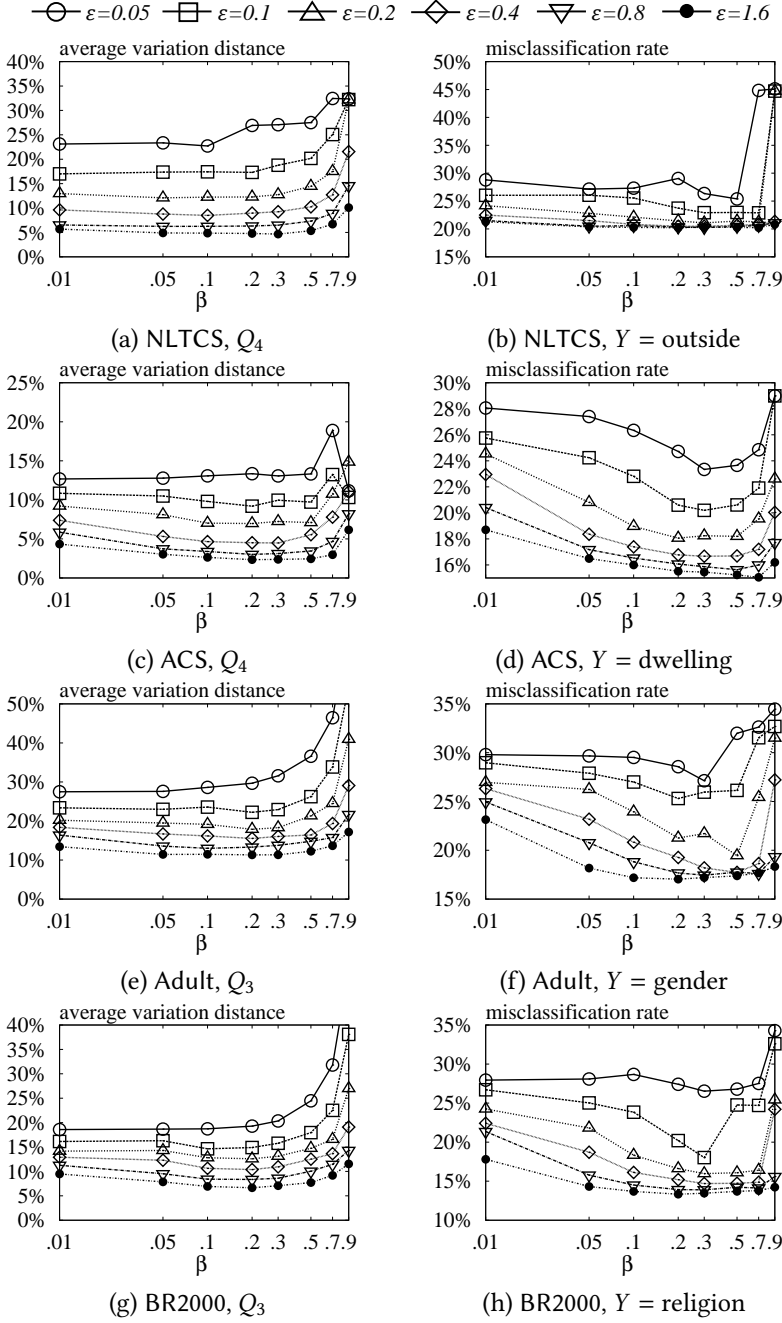 ε=0.05 ε=0.1 ε=0.2 ε=0.4 ε=0.8 ε=1.6
average variation distance
40%
35%
30%
25%
20%
15%
10%
5%
0%
.01 .05 .1 .2 .3 .5 .7 .9
β
(a) NLTCS, Q4
misclassification rate
50%
45%
40%
35%
30%
25%
20%
15%
.01 .05 .1 .2 .3 .5 .7 .9
β
(b) NLTCS, Y = outside
average variation distance
25%
20%
15%
10%
5%
0%
.01 .05 .1 .2 .3 .5 .7 .9
β
(c) ACS, Q4
misclassification rate
30%
28%
26%
24%
22%
20%
18%
16%
.01 .05 .1 .2 .3 .5 .7 .9
β
(d) ACS, Y = dwelling
average variation distance
50%
40%
30%
20%
10%
0%
.01 .05 .1 .2 .3 .5 .7 .9
β
(e) Adult, Q3
misclassification rate
35%
30%
25%
20%
15%
.01 .05 .1 .2 .3 .5 .7 .9
β
(f) Adult, Y = gender
average variation distance
40%
35%
30%
25%
20%
15%
10%
5%
0%
.01 .05 .1 .2 .3 .5 .7 .9
β
(g) BR2000, Q3
misclassification rate
35%
30%
25%
20%
15%
10%
.01 .05 .1 .2 .3 .5 .7 .9
β
(h) BR2000, Y = religion